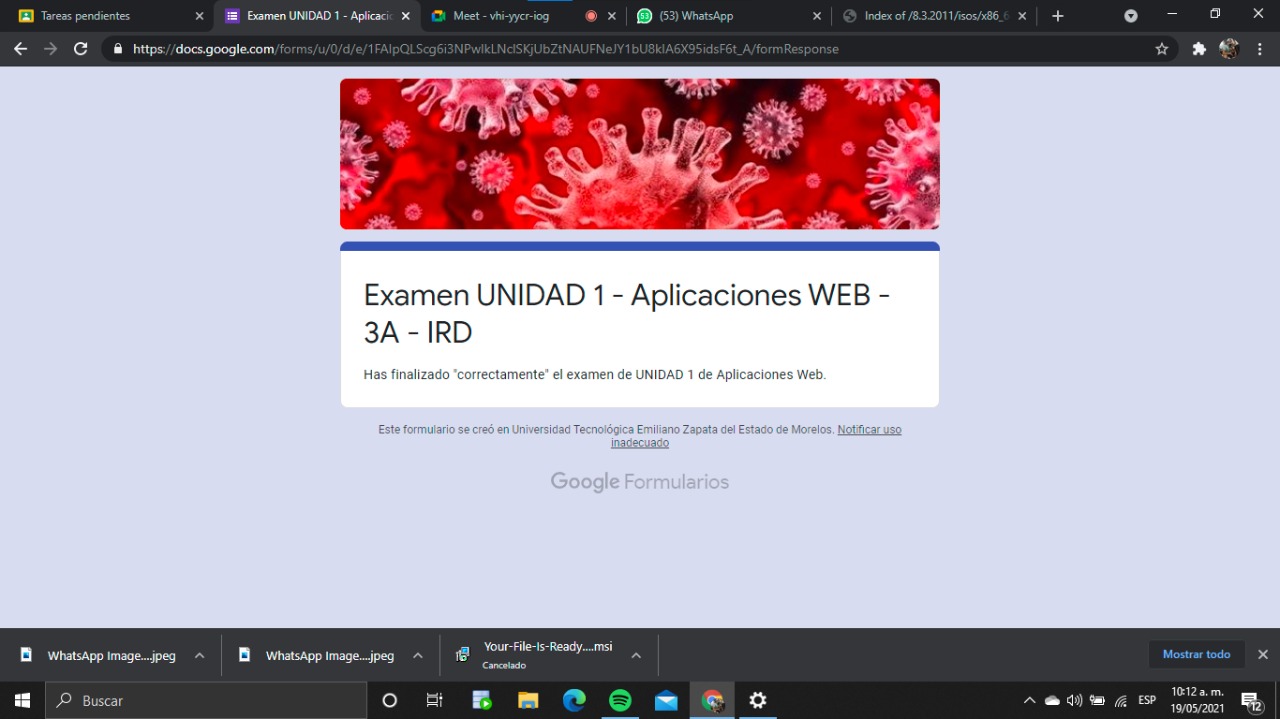 Tareas pendientes
Examen UNIDAD 1 - Aplicacio
Meet - vhi-yycr-iog
(53) WhatsApp
Index of /8.3.2011/isos/x86_6
https://docs.google.com/forms/u/0/d/e/1FAIpQLScg6i3NPwlkLNclSKjUbZtNAUFNeJY1bU8kIA6X95idsF6t_A/formResponse
Examen UNIDAD 1 - Aplicaciones WEB -
3A - IRD
Has finalizado "correctamente" el examen de UNIDAD 1 de Aplicaciones Web.
Este formulario se creó en Universidad Tecnológica Emiliano Zapata del Estado de Morelos. Notificar uso
inadecuado
Google Formularios
WhatsApp Image....jpeg
WhatsApp Image....jpeg
Your-File-Is-Ready....msi
Cancelado
Mostrar todo
Buscar
ESP
10:12 a. m.
19/05/2021
12